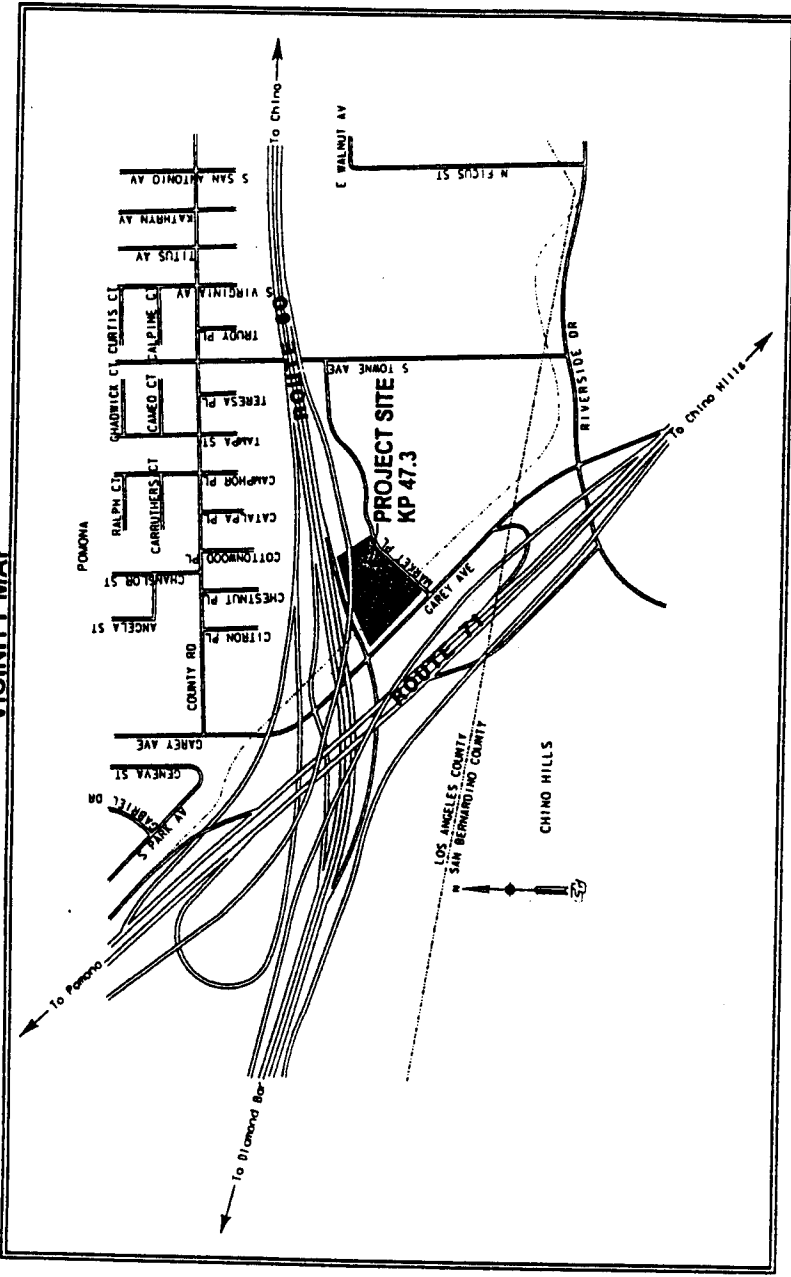 VICINITY MAP
To Chino
S SAN ANTONIO AV
KATHRYN AV
TITUS AV
S VIRGINIA AV
CURTIS CT
CALPINE CT
TRUDY PL
CHADWICK CT
CAMEO CT
TERESA PL
TAMPA ST
RALPH CT
CARRUTHERS CT
CAMPHOR PL
CATALPA PL
COTTONWOOD PL
POMONA
CHANSLOR ST
CHESTNUT PL
ANGELA ST
CITRON PL
COUNTY RD
GAREY AVE
GENEVA ST
GABRIEL DR
S PARK AV
To Pomona
To Diamond Bar
ROUTE 60
E WALNUT AV
N FICUS ST
S TOWNE AVE
RIVERSIDE DR
PROJECT SITE
KP 47.3
MARKET PL
GAREY AVE
ROUTE 71
To Chino Hills
LOS ANGELES COUNTY
SAN BERNARDINO COUNTY
CHINO HILLS
N